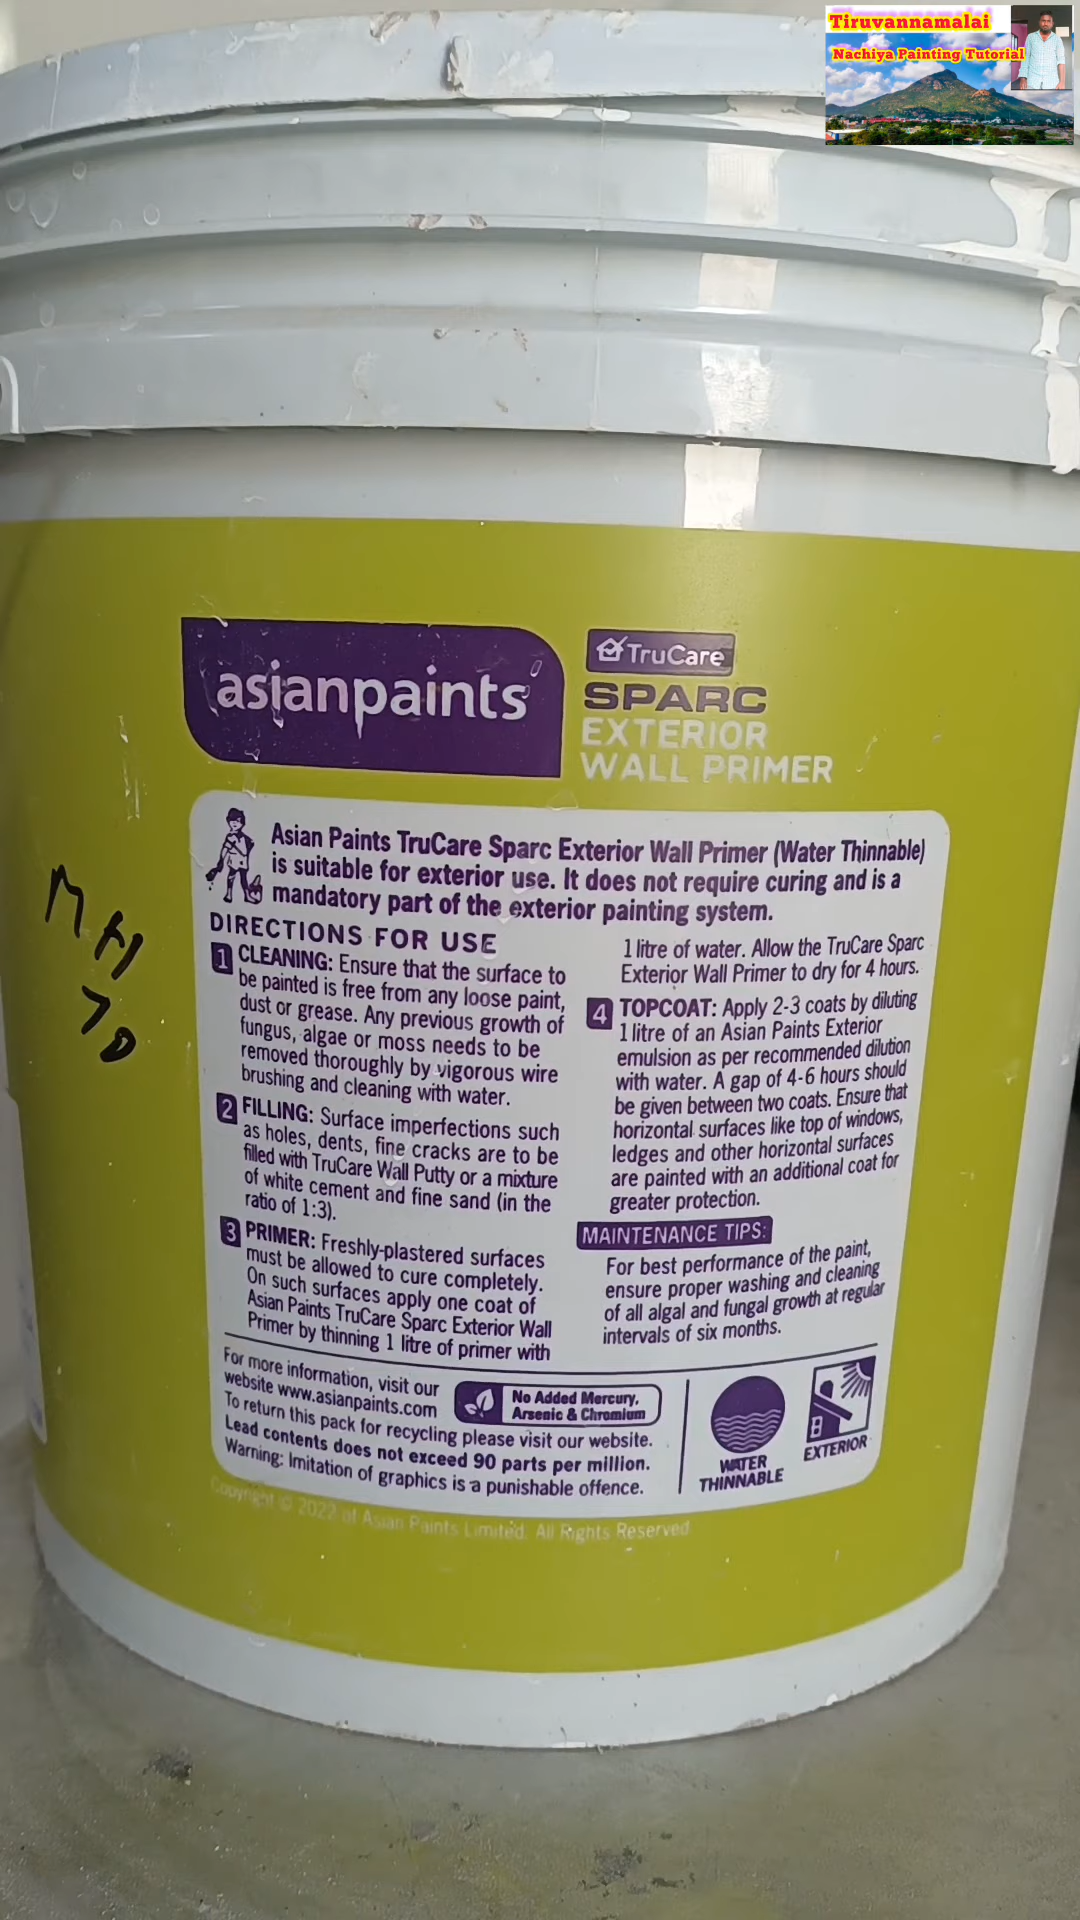 Tiruvannamalai
Nachiya Painting Tutorial
asianpaints
TruCare
SPARC
EXTERIOR
WALL PRIMER
Asian Paints TruCare Sparc Exterior Wall Primer (Water Thinnable)
is suitable for exterior use. It does not require curing and is a
mandatory part of the exterior painting system.
DIRECTIONS FOR USE
1 CLEANING: Ensure that the surface to
be painted is free from any loose paint,
dust or grease. Any previous growth of
fungus, algae or moss needs to be
removed thoroughly by vigorous wire
brushing and cleaning with water.
2 FILLING: Surface imperfections such
as holes, dents, fine cracks are to be
filled with TruCare Wall Putty or a mixture
of white cement and fine sand (in the
ratio of 1:3).
3 PRIMER: Freshly-plastered surfaces
must be allowed to cure completely.
On such surfaces apply one coat of
Asian Paints TruCare Sparc Exterior Wall
Primer by thinning 1 litre of primer with
1 litre of water. Allow the TruCare Sparc
Exterior Wall Primer to dry for 4 hours.
4 TOPCOAT: Apply 2-3 coats by diluting
1 litre of an Asian Paints Exterior
emulsion as per recommended dilution
with water. A gap of 4-6 hours should
be given between two coats. Ensure that
horizontal surfaces like top of windows,
ledges and other horizontal surfaces
are painted with an additional coat for
greater protection.
MAINTENANCE TIPS:
For best performance of the paint,
ensure proper washing and cleaning
of all algal and fungal growth at regular
intervals of six months.
For more information, visit our
website www.asianpaints.com
To return this pack for recycling please visit our website.
Lead contents does not exceed 90 parts per million.
Warning: Imitation of graphics is a punishable offence.
No Added Mercury,
Arsenic & Chromium
WATER
THINNABLE
EXTERIOR
Copyright © 2022 of Asian Paints Limited. All Rights Reserved